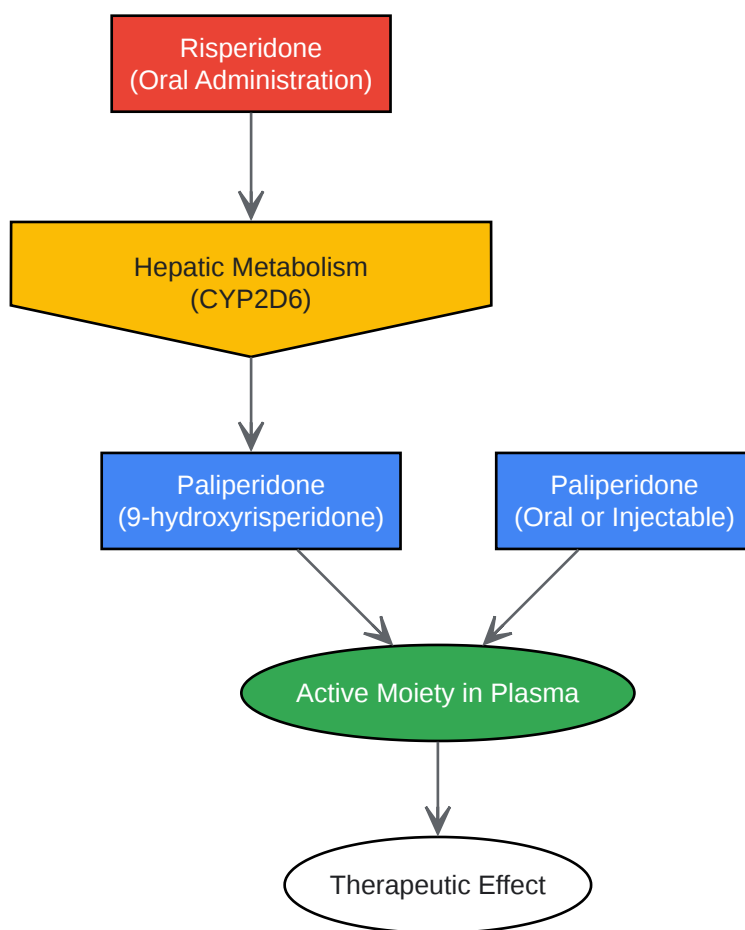 Risperidone
(Oral Administration)
Hepatic Metabolism
(CYP2D6)
Paliperidone
(9-hydroxyrisperidone)
Paliperidone
(Oral or Injectable)
Active Moiety in Plasma
Therapeutic Effect